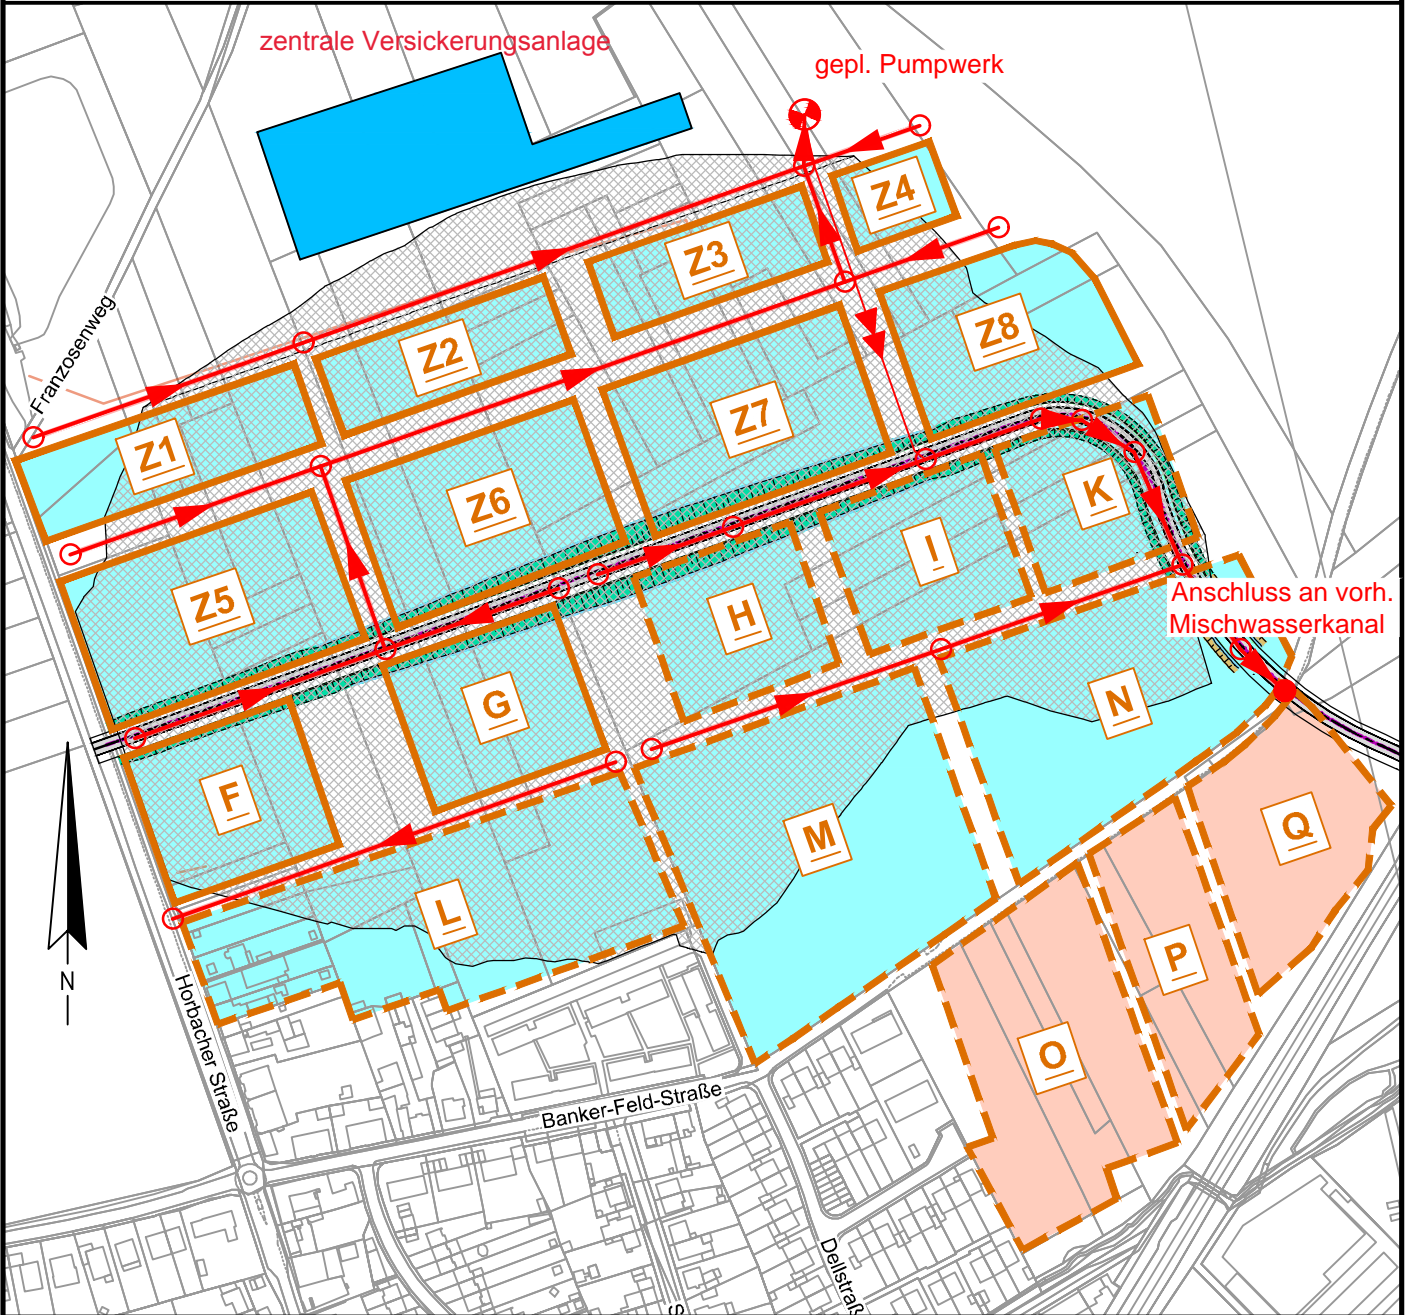 zentrale Versickerungsanlage
gepl. Pumpwerk
Z4
Z3
Franzosenweg
Z2
Z8
Z1
Z7
Z6
K
I
Z5
H
Anschluss an vorh.
Mischwasserkanal
G
N
F
M
Q
L
P
N
Horbacher Straße
O
Banker-Feld-Straße
Dellstraß
S